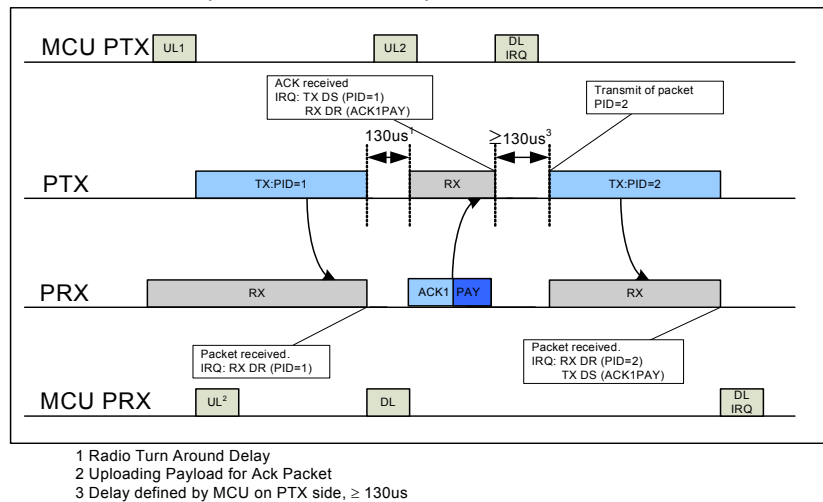 MCU PTX
UL1
UL2
DL
IRQ
ACK received
IRQ: TX DS (PID=1)
RX DR (ACK1PAY)
Transmit of packet
PID=2
130us1
≥130us3
PTX
TX:PID=1
RX
TX:PID=2
PRX
RX
ACK1 PAY
RX
Packet received.
IRQ: RX DR (PID=1)
Packet received.
IRQ: RX DR (PID=2)
TX DS (ACK1PAY)
MCU PRX
UL2
DL
DL
IRQ
1 Radio Turn Around Delay
2 Uploading Payload for Ack Packet
3 Delay defined by MCU on PTX side, ≥ 130us